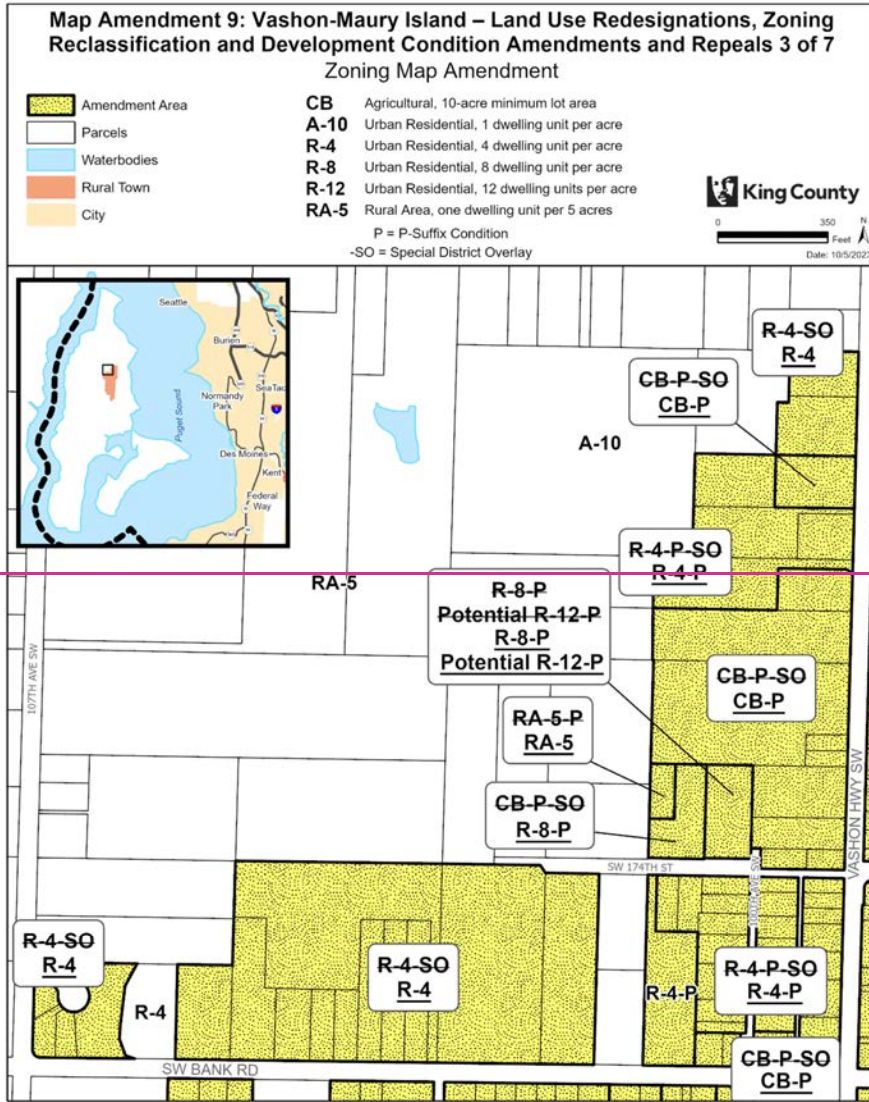 Map Amendment 9: Vashon-Maury Island – Land Use Redesignations, Zoning
Reclassification and Development Condition Amendments and Repeals 3 of 7
Zoning Map Amendment
Amendment Area
Parcels
Waterbodies
Rural Town
City
CB Agricultural, 10-acre minimum lot area
A-10 Urban Residential, 1 dwelling unit per acre
R-4 Urban Residential, 4 dwelling unit per acre
R-8 Urban Residential, 8 dwelling unit per acre
R-12 Urban Residential, 12 dwelling units per acre
RA-5 Rural Area, one dwelling unit per 5 acres
P = P-Suffix Condition
-SO = Special District Overlay
King County
0 350
Feet
N
Date: 10/5/2023
Seattle
Burien
Normandy
Park
SeaTac
Puget Sound
Des Moines
Kent
Federal
Way
R-4-SO
R-4
CB-P-SO
CB-P
A-10
R-4-P-SO
R-4-P
RA-5
R-8-P
Potential R-12-P
R-8-P
Potential R-12-P
CB-P-SO
CB-P
RA-5-P
RA-5
CB-P-SO
R-8-P
107TH AVE SW
VASHON HWY SW
SW 174TH ST
100TH AVE SW
R-4-SO
R-4
R-4
R-4-SO
R-4
R-4-P
R-4-P-SO
R-4-P
CB-P-SO
CB-P
SW BANK RD